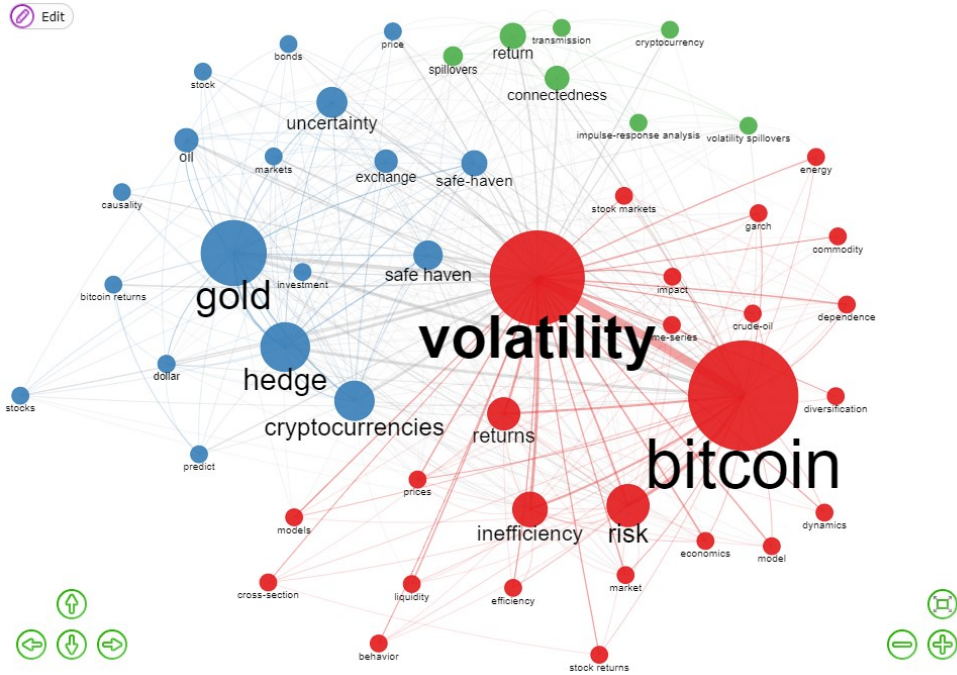 Edit
price
bonds
transmission
return
cryptocurrency
spillovers
stock
connectedness
uncertainty
impulse-response analysis
volatility spillovers
oil
markets
exchange
safe-haven
energy
causality
stock markets
garch
commodity
safe haven
gold
investment
bitcoin returns
impact
dependence
volatility
me-series
crude-oil
hedge
dollar
stocks
cryptocurrencies
returns
diversification
bitcoin
predict
prices
models
inefficiency
risk
dynamics
economics
model
cross-section
liquidity
efficiency
market
behavior
stock returns